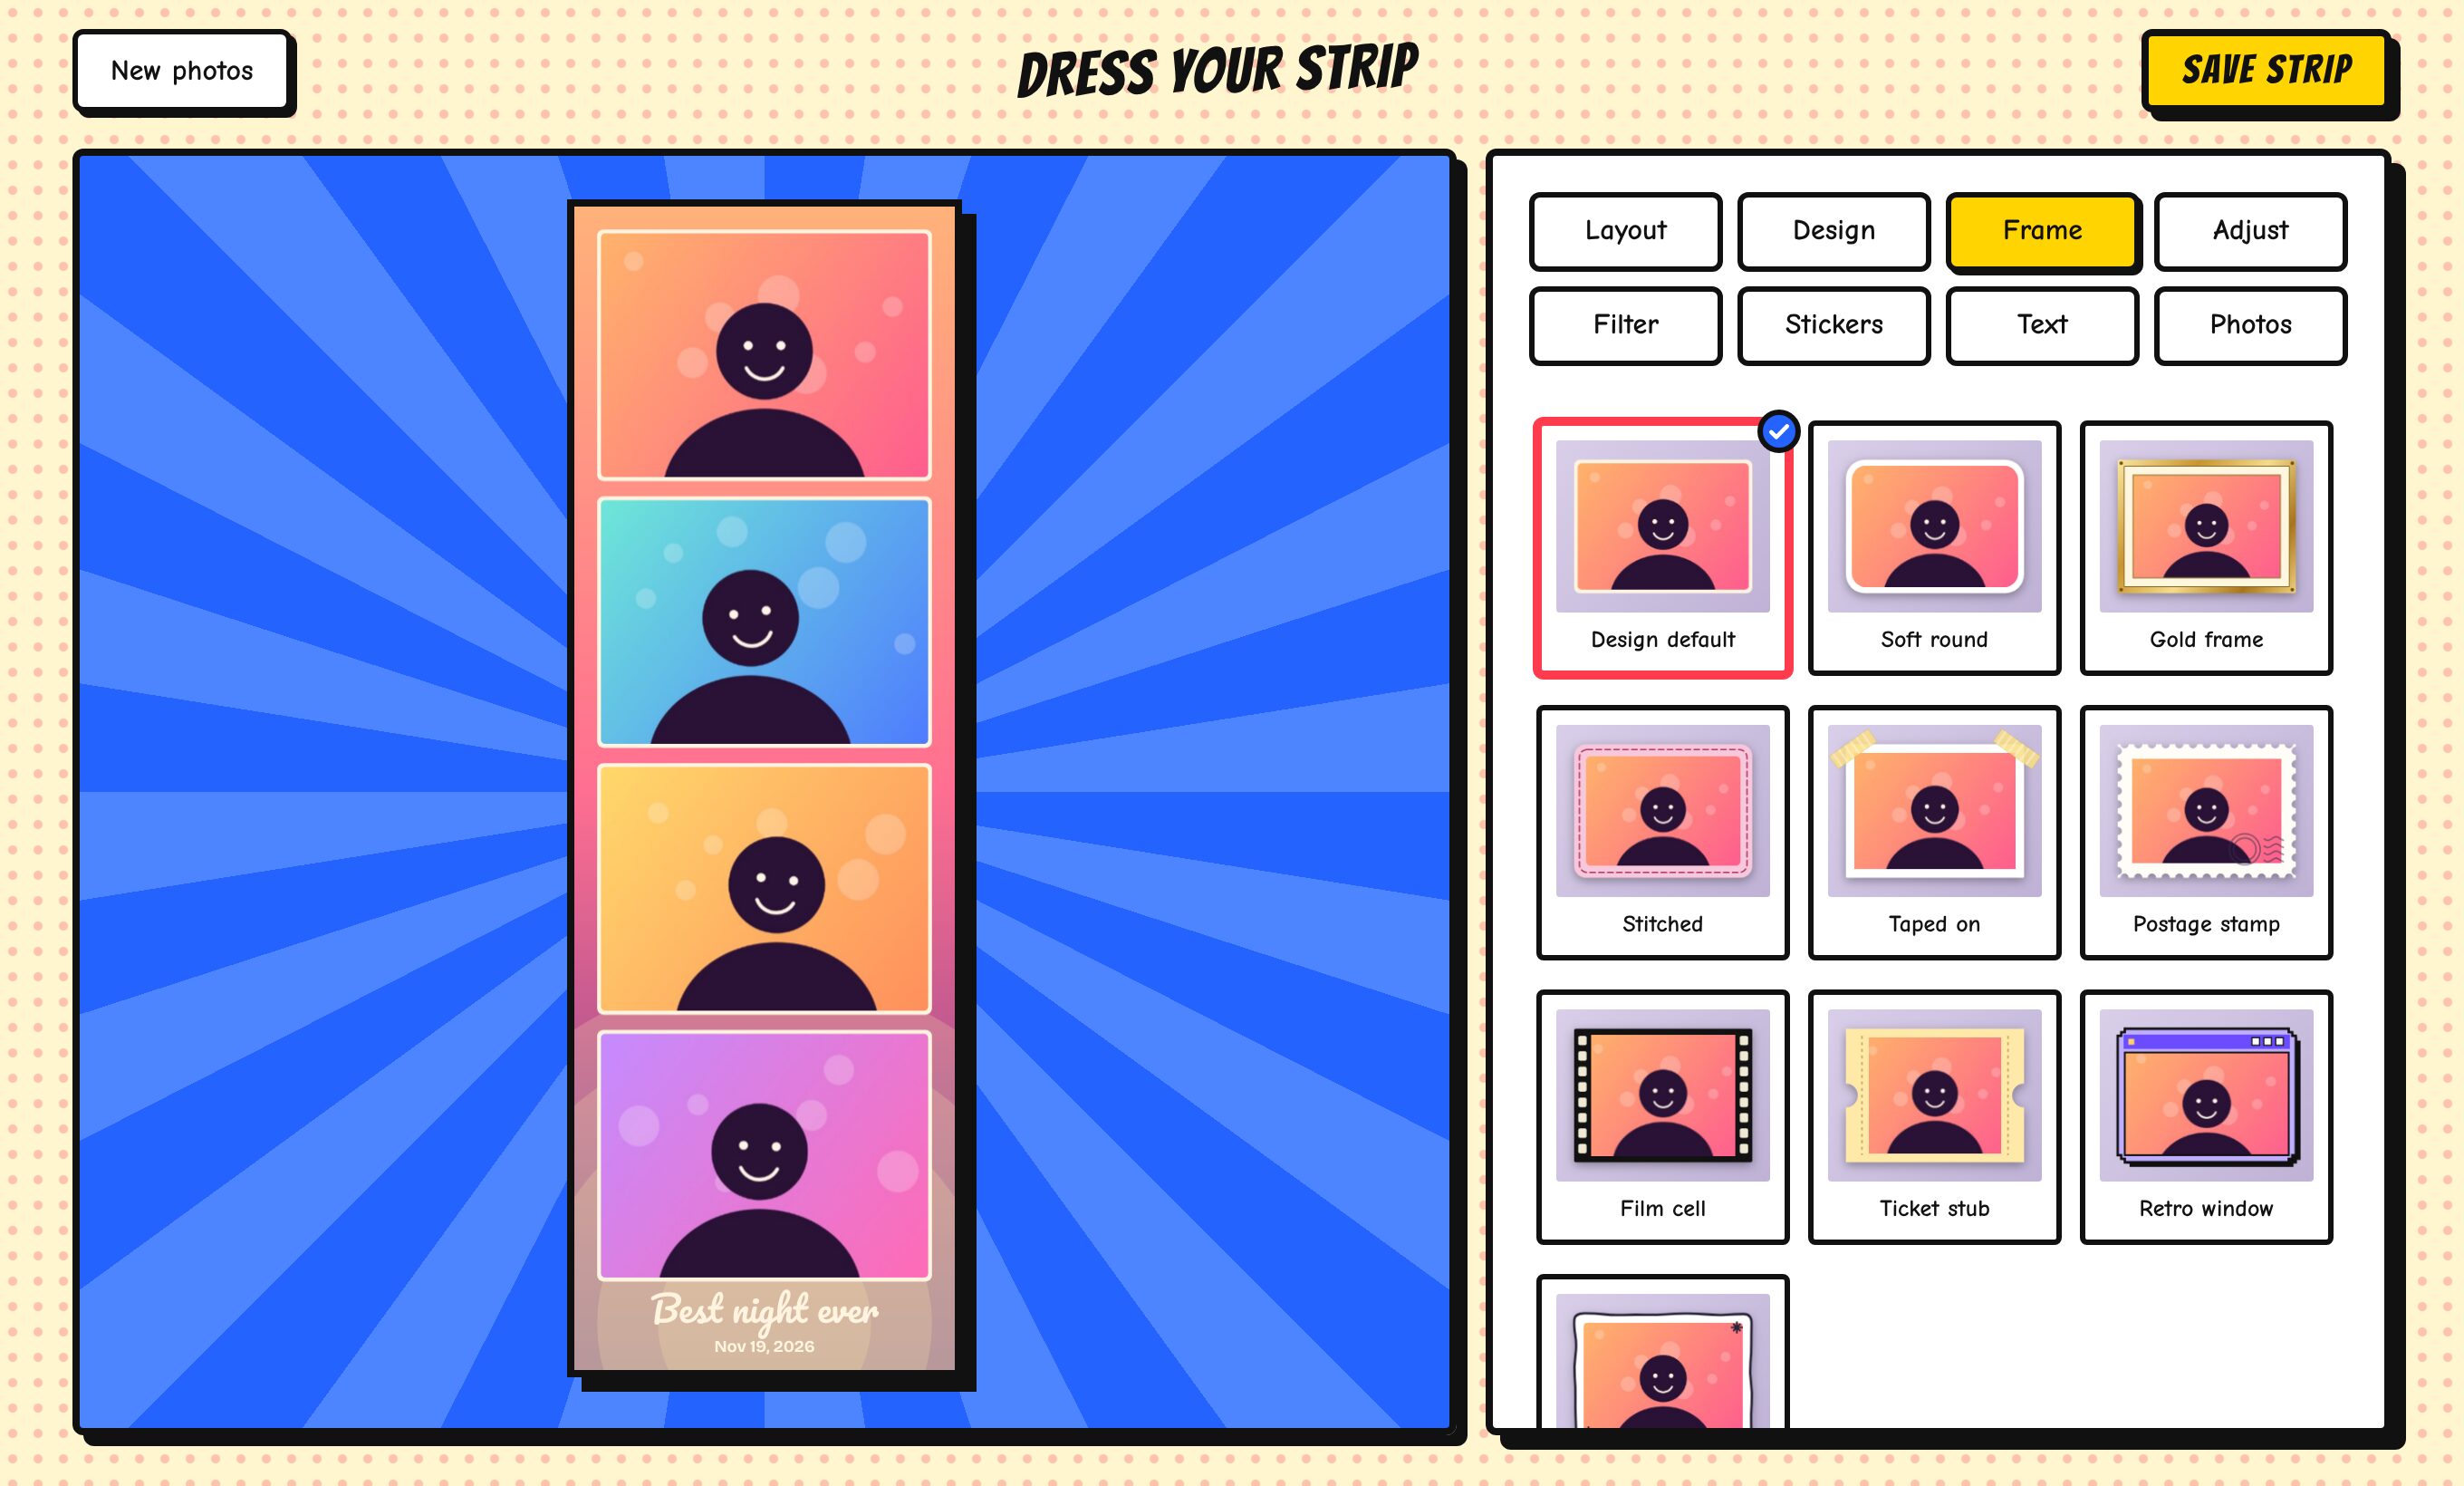 New photos
DRESS YOUR STRIP
SAVE STRIP
Layout
Design
Frame
Adjust
Filter
Stickers
Text
Photos
Best night ever
Nov 19, 2026
Design default
Soft round
Gold frame
Stitched
Taped on
Postage stamp
Film cell
Ticket stub
Retro window